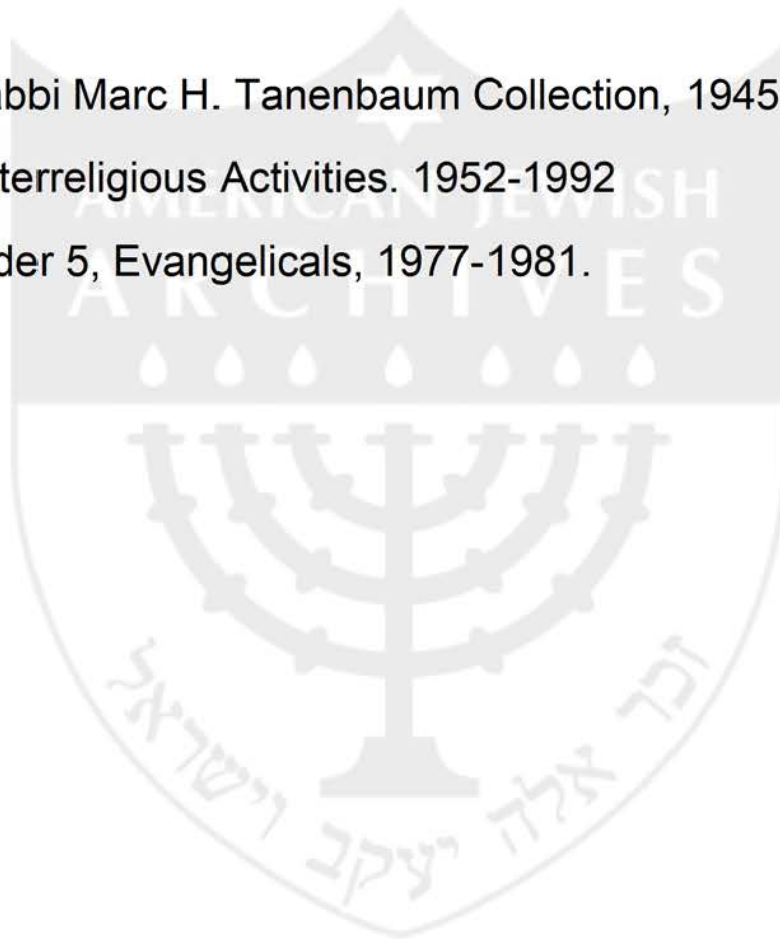 abbi Marc H. Tanenbaum Collection, 1945
terreligious Activities. 1952-1992
der 5, Evangelicals, 1977-1981.
AMERICAN JEWISH
ARCHIVES
זכר אלה יעקב וישראל